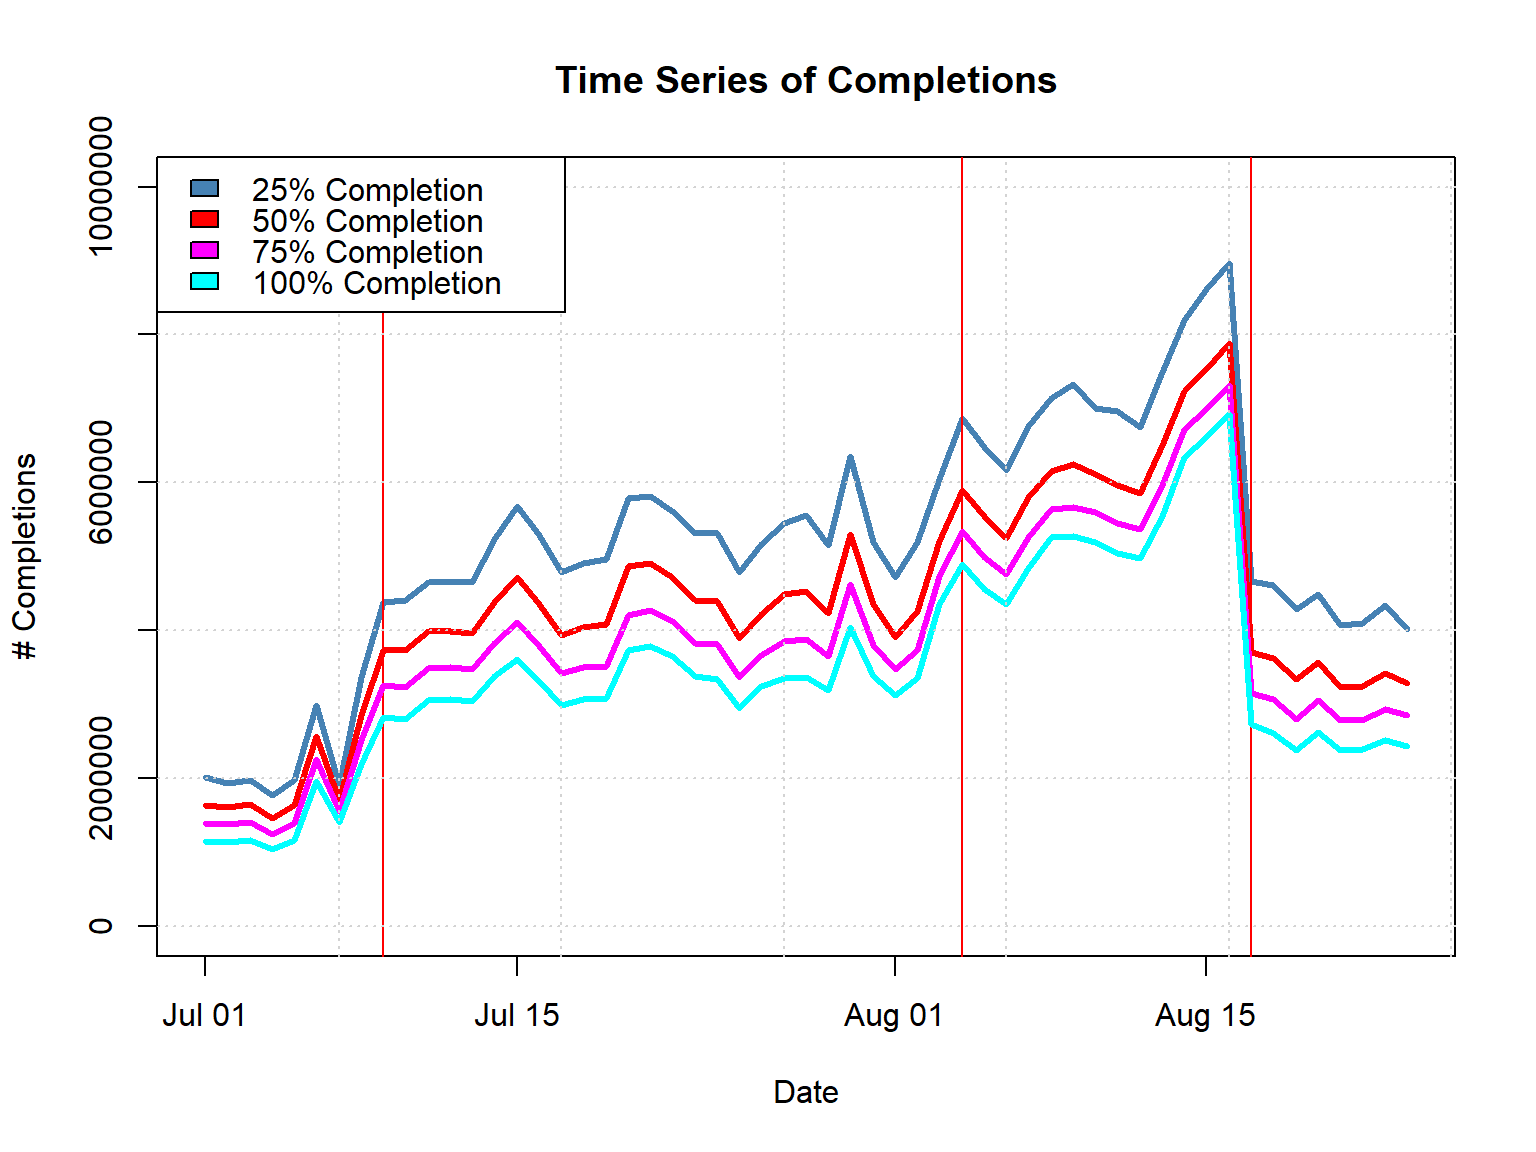 Time Series of Completions
25% Completion
50% Completion
75% Completion
100% Completion
# Completions
10000000
6000000
2000000
0
Jul 01
Jul 15
Aug 01
Aug 15
Date